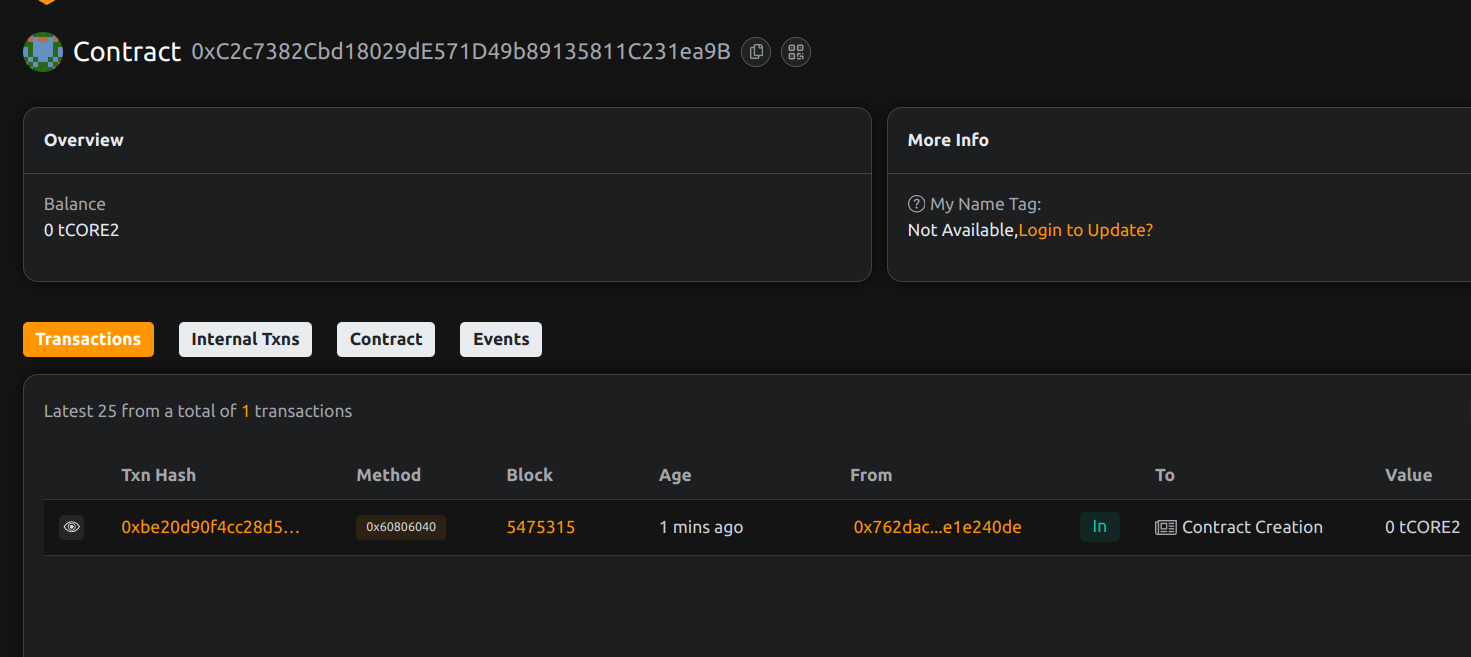 Contract 0xC2c7382Cbd18029dE571D49b89135811C231ea9B
Overview
Balance
0 tCORE2
More Info
? My Name Tag:
Not Available,Login to Update?
Transactions Internal Txns Contract Events
Latest 25 from a total of 1 transactions
Txn Hash Method Block Age From To Value
0xbe20d90f4cc28d5... 0x60806040 5475315 1 mins ago 0x762dac...e1e240de In Contract Creation 0 tCORE2